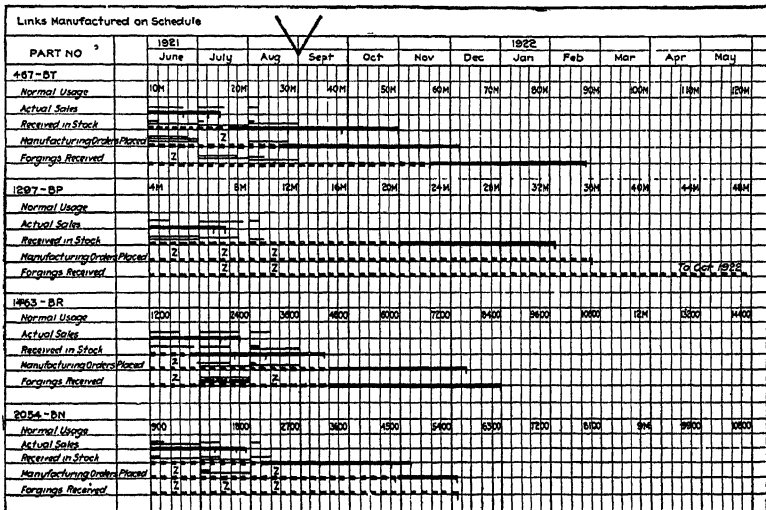 Links Manufactured on Schedule
PART NO
1921 1922
June July Aug Sept Oct Nov Dec Jan Feb Mar Apr May
467-BT
Normal Usage 10M 20M 30M 40M 50M 60M 70M 80M 90M 100M 110M 120M
Actual Sales
Received in Stock
Manufacturing Orders Placed Z
Forgings Received Z
1297-BP 4M 8M 12M 16M 20M 24M 28M 32M 36M 40M 44M 48M
Normal Usage
Actual Sales
Received in Stock
Manufacturing Orders Placed Z Z Z
Forgings Received Z Z To Oct 1922
1463-BR
Normal Usage 1200 2400 3600 4800 6000 7200 8400 9600 10800 12M 13200 14400
Actual Sales
Received in Stock
Manufacturing Orders Placed Z
Forgings Received Z Z
2054-BN
Normal Usage 900 1800 2700 3600 4500 5400 6300 7200 8100 9M 9900 10800
Actual Sales
Received in Stock
Manufacturing Orders Placed Z Z
Forgings Received Z Z Z